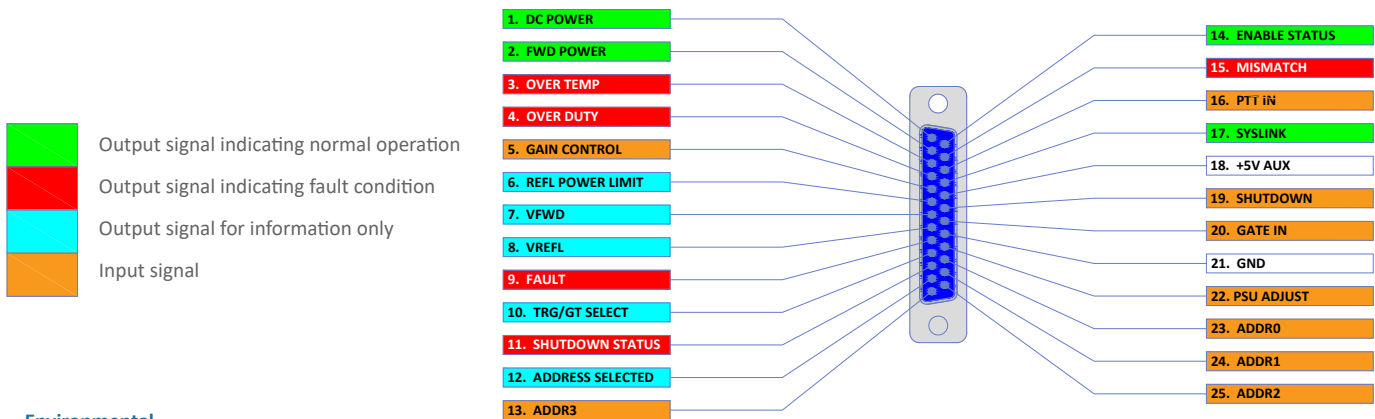 Output signal indicating normal operation
Output signal indicating fault condition
Output signal for information only
Input signal
1. DC POWER
2. FWD POWER
3. OVER TEMP
4. OVER DUTY
5. GAIN CONTROL
6. REFL POWER LIMIT
7. VFWD
8. VREFL
9. FAULT
10. TRG/GT SELECT
11. SHUTDOWN STATUS
12. ADDRESS SELECTED
13. ADDR3
14. ENABLE STATUS
15. MISMATCH
16. PTT IN
17. SYSLINK
18. +5V AUX
19. SHUTDOWN
20. GATE IN
21. GND
22. PSU ADJUST
23. ADDR0
24. ADDR1
25. ADDR2
Environmental